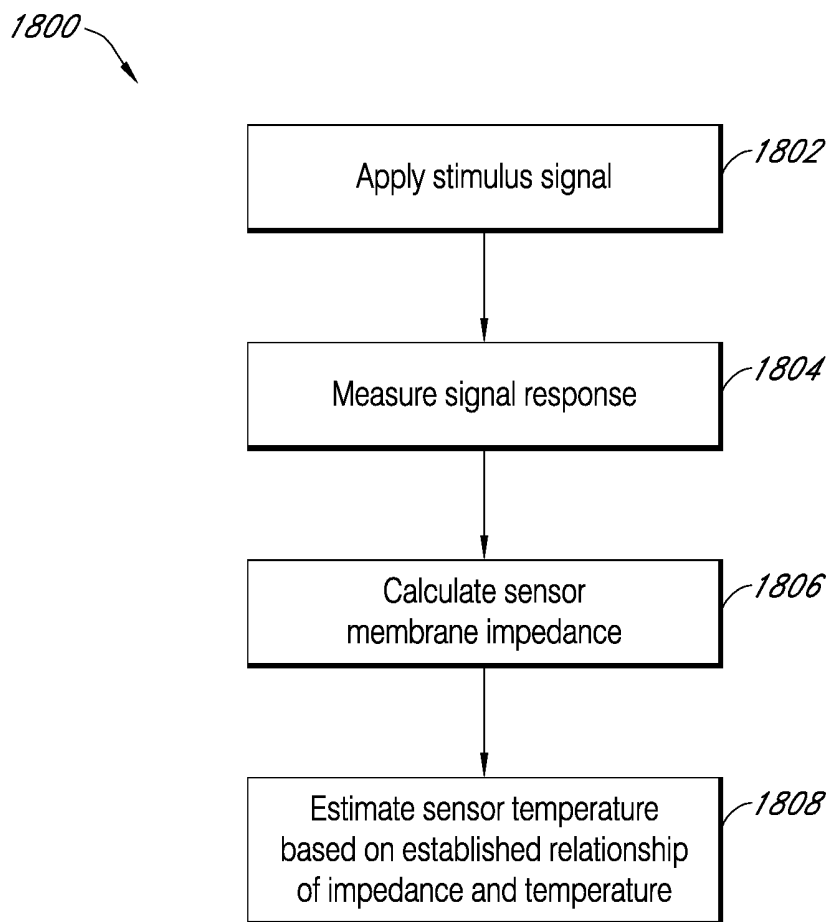 1800
Apply stimulus signal
1802
Measure signal response
1804
Calculate sensor
membrane impedance
1806
Estimate sensor temperature
based on established relationship
of impedance and temperature
1808